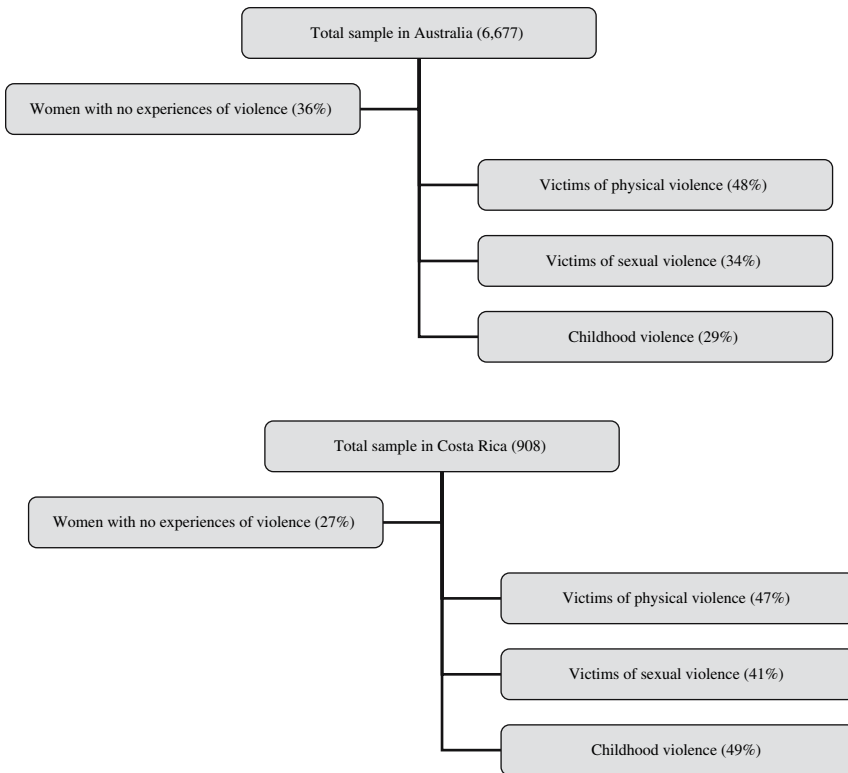 Total sample in Australia (6,677)
Women with no experiences of violence (36%)
Victims of physical violence (48%)
Victims of sexual violence (34%)
Childhood violence (29%)
Total sample in Costa Rica (908)
Women with no experiences of violence (27%)
Victims of physical violence (47%)
Victims of sexual violence (41%)
Childhood violence (49%)